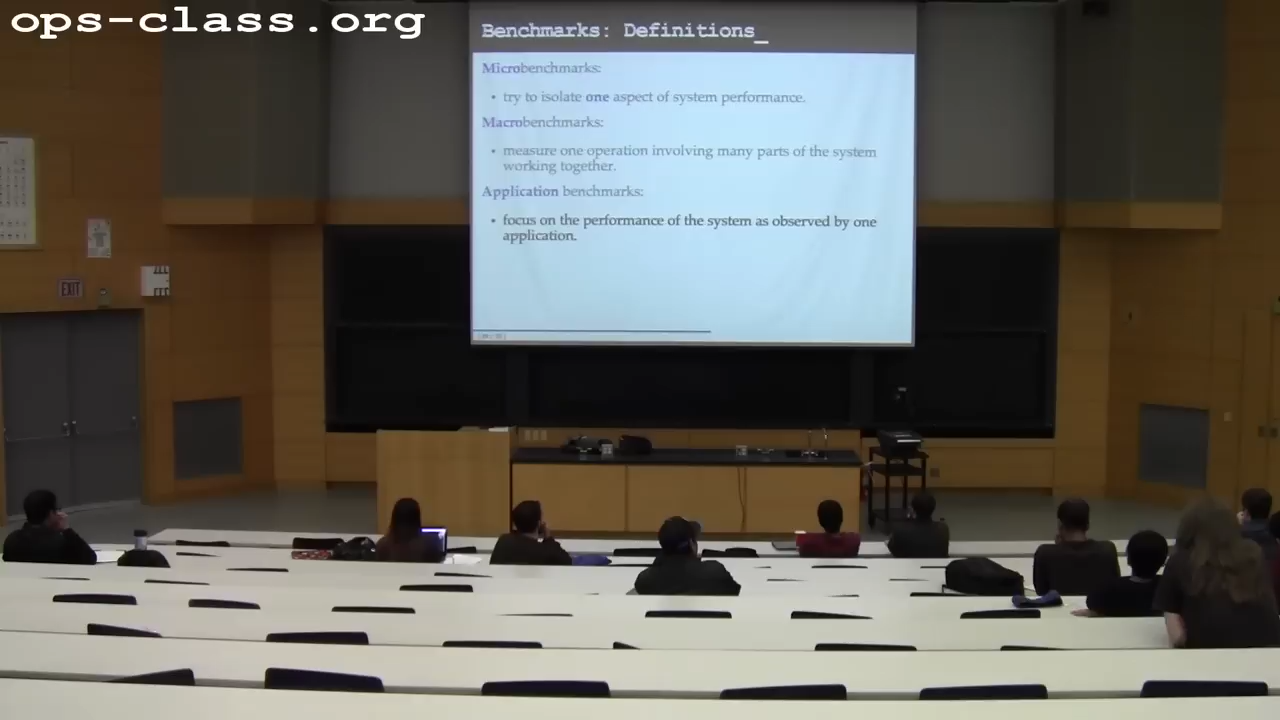 ops-class.org
Benchmarks: Definitions_
Microbenchmarks:
• try to isolate one aspect of system performance.
Macrobenchmarks:
• measure one operation involving many parts of the system
working together.
Application benchmarks:
• focus on the performance of the system as observed by one
application.
EXIT